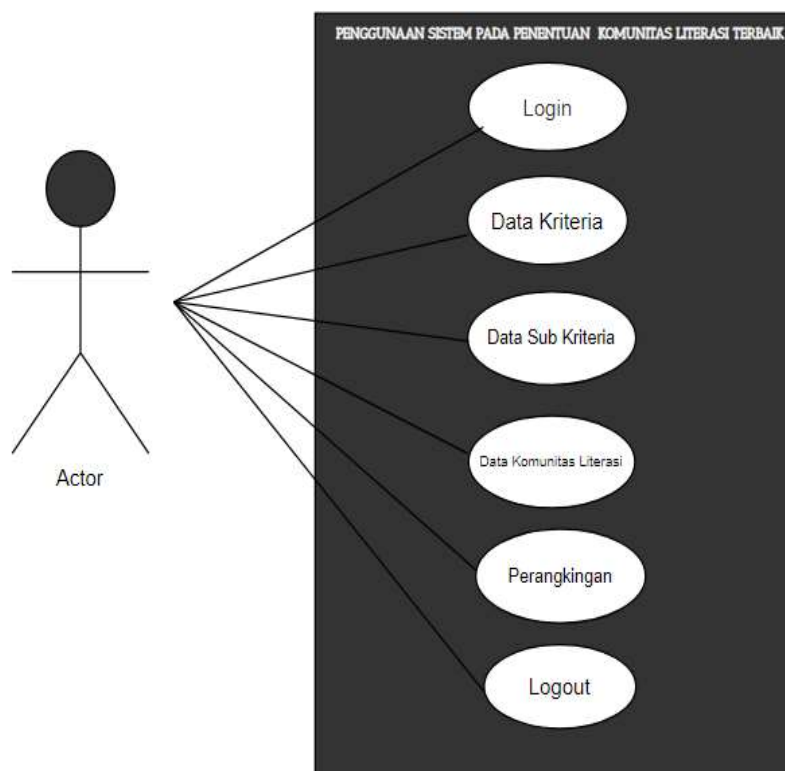 PENGGUNAAN SISTEM PADA PENENTUAN KOMUNITAS LITERASI TERBAIK
Login
Data Kriteria
Data Sub Kriteria
Data Komunitas Literasi
Actor
Perangkingan
Logout